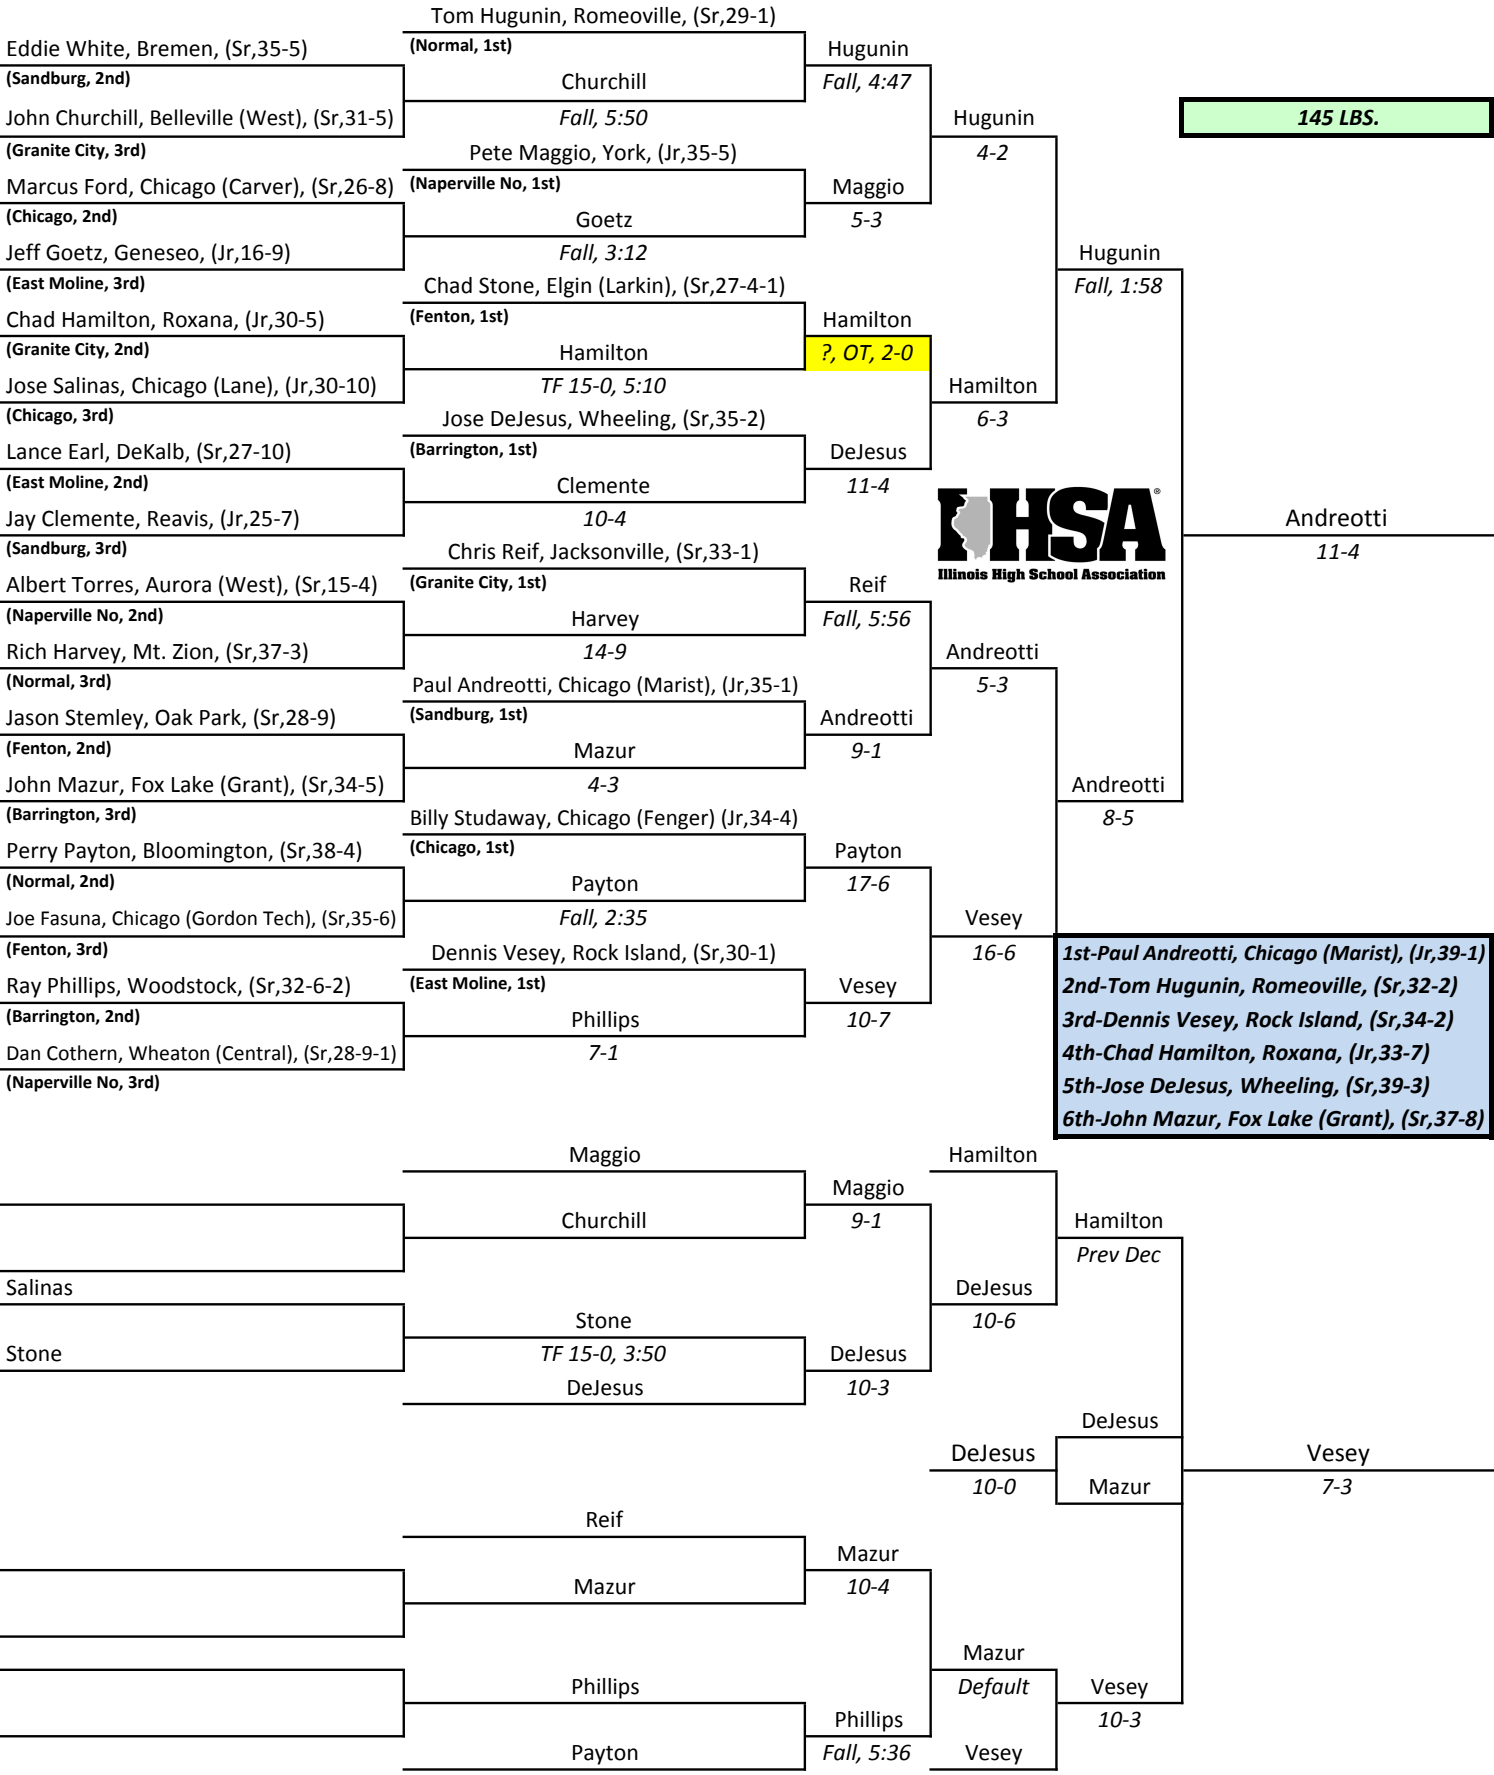 Tom Hugunin, Romeoville, (Sr,29-1)
Eddie White, Bremen, (Sr,35-5)
(Normal, 1st)
Hugunin
(Sandburg, 2nd)
Churchill
Fall, 4:47
John Churchill, Belleville (West), (Sr,31-5)
Fall, 5:50
Hugunin
145 LBS.
(Granite City, 3rd)
Pete Maggio, York, (Jr,35-5)
4-2
Marcus Ford, Chicago (Carver), (Sr,26-8)
(Naperville No, 1st)
Maggio
(Chicago, 2nd)
Goetz
5-3
Jeff Goetz, Geneseo, (Jr,16-9)
Fall, 3:12
Hugunin
(East Moline, 3rd)
Chad Stone, Elgin (Larkin), (Sr,27-4-1)
Fall, 1:58
Chad Hamilton, Roxana, (Jr,30-5)
(Fenton, 1st)
Hamilton
(Granite City, 2nd)
Hamilton
?, OT, 2-0
Jose Salinas, Chicago (Lane), (Jr,30-10)
TF 15-0, 5:10
Hamilton
(Chicago, 3rd)
Jose DeJesus, Wheeling, (Sr,35-2)
6-3
Lance Earl, DeKalb, (Sr,27-10)
(Barrington, 1st)
DeJesus
(East Moline, 2nd)
Clemente
11-4
Jay Clemente, Reavis, (Jr,25-7)
10-4
IHSA®
Andreotti
(Sandburg, 3rd)
Chris Reif, Jacksonville, (Sr,33-1)
11-4
Illinois High School Association
Albert Torres, Aurora (West), (Sr,15-4)
(Granite City, 1st)
Reif
(Naperville No, 2nd)
Harvey
Fall, 5:56
Rich Harvey, Mt. Zion, (Sr,37-3)
14-9
Andreotti
(Normal, 3rd)
Paul Andreotti, Chicago (Marist), (Jr,35-1)
5-3
Jason Stemley, Oak Park, (Sr,28-9)
(Sandburg, 1st)
Andreotti
(Fenton, 2nd)
Mazur
9-1
John Mazur, Fox Lake (Grant), (Sr,34-5)
4-3
Andreotti
(Barrington, 3rd)
Billy Studaway, Chicago (Fenger) (Jr,34-4)
8-5
Perry Payton, Bloomington, (Sr,38-4)
(Chicago, 1st)
Payton
(Normal, 2nd)
Payton
17-6
Joe Fasuna, Chicago (Gordon Tech), (Sr,35-6)
Fall, 2:35
Vesey
(Fenton, 3rd)
Dennis Vesey, Rock Island, (Sr,30-1)
16-6
1st-Paul Andreotti, Chicago (Marist), (Jr,39-1)
Ray Phillips, Woodstock, (Sr,32-6-2)
(East Moline, 1st)
Vesey
2nd-Tom Hugunin, Romeoville, (Sr,32-2)
(Barrington, 2nd)
Phillips
10-7
3rd-Dennis Vesey, Rock Island, (Sr,34-2)
Dan Cothern, Wheaton (Central), (Sr,28-9-1)
7-1
4th-Chad Hamilton, Roxana, (Jr,33-7)
(Naperville No, 3rd)
5th-Jose DeJesus, Wheeling, (Sr,39-3)
6th-John Mazur, Fox Lake (Grant), (Sr,37-8)
Maggio
Hamilton
Maggio
Churchill
9-1
Hamilton
Prev Dec
Salinas
DeJesus
Stone
10-6
Stone
TF 15-0, 3:50
DeJesus
DeJesus
10-3
DeJesus
DeJesus
Vesey
10-0
Mazur
7-3
Reif
Mazur
Mazur
10-4
Mazur
Phillips
Default
Vesey
Phillips
10-3
Payton
Fall, 5:36
Vesey